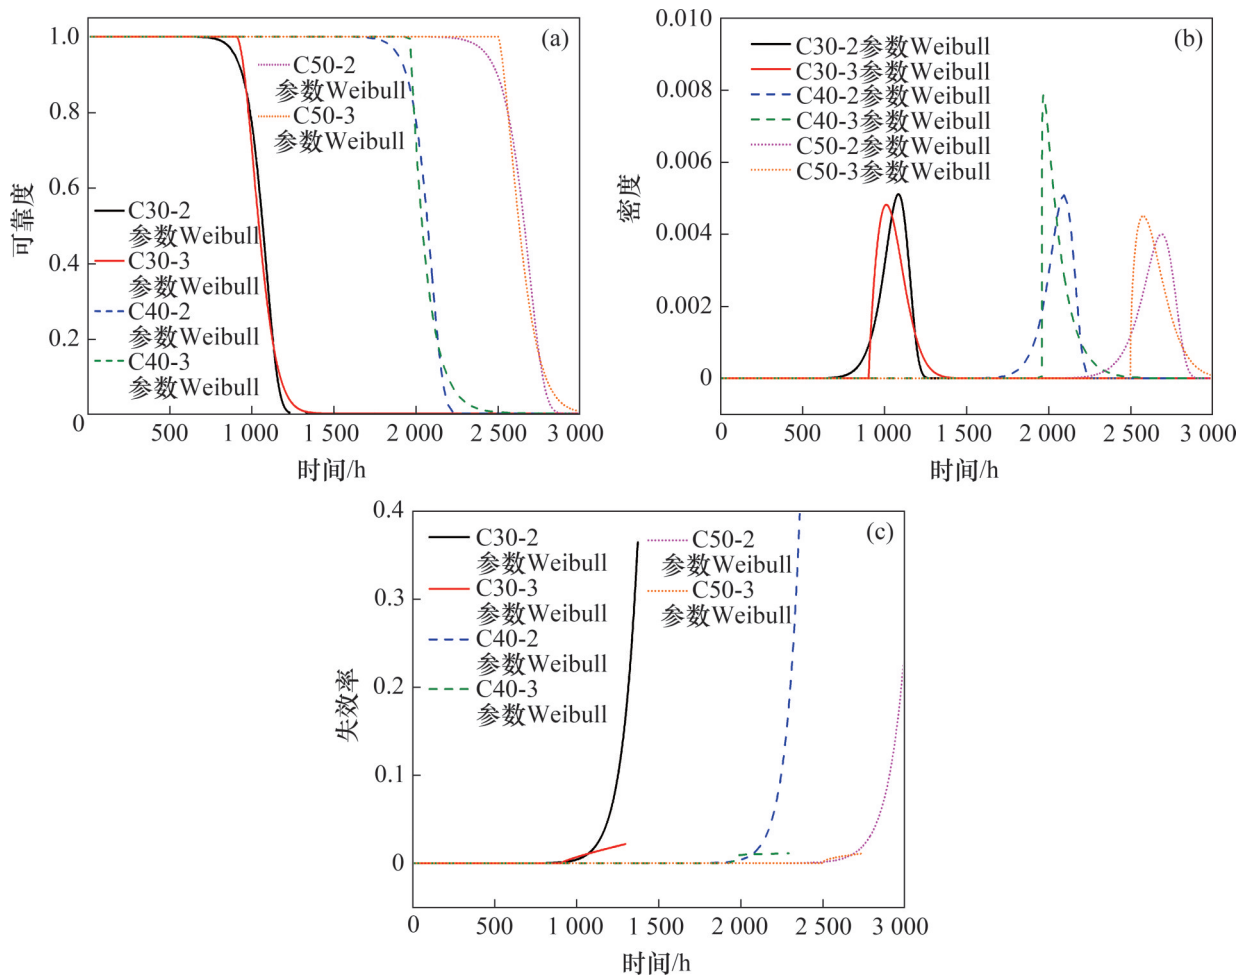 (a)
可靠度
1.0
0.8
0.6
0.4
0.2
0
C50-2
参数Weibull
C50-3
参数Weibull
C30-2
参数Weibull
C30-3
参数Weibull
C40-2
参数Weibull
C40-3
参数Weibull
500
1 000
1 500
2 000
2 500
3 000
时间/h
(b)
密度
0.010
0.008
0.006
0.004
0.002
0
C30-2参数Weibull
C30-3参数Weibull
C40-2参数Weibull
C40-3参数Weibull
C50-2参数Weibull
C50-3参数Weibull
0
500
1 000
1 500
2 000
2 500
3 000
时间/h
(c)
失效率
0.4
0.3
0.2
0.1
0
C30-2
参数Weibull
C30-3
参数Weibull
C40-2
参数Weibull
C40-3
参数Weibull
C50-2
参数Weibull
C50-3
参数Weibull
0
500
1 000
1 500
2 000
2 500
3 000
时间/h